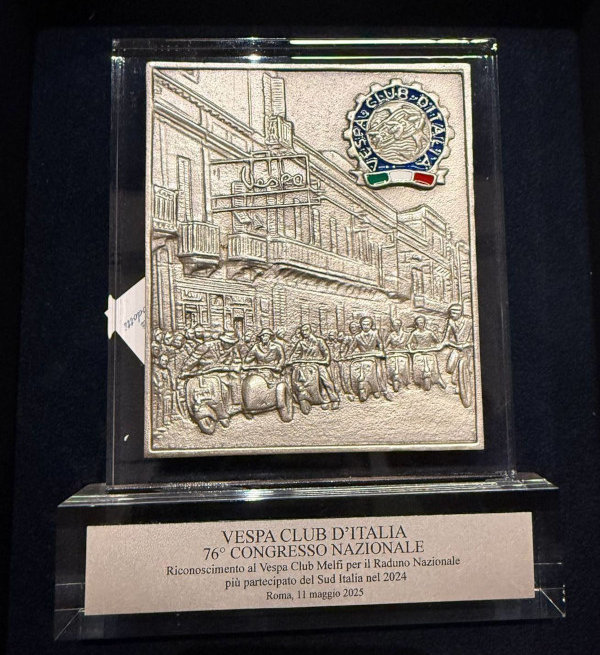 VESPA CLUB D'ITALIA
Vespa
VESPA CLUB D'ITALIA
76° CONGRESSO NAZIONALE
Riconoscimento al Vespa Club Melfi per il Raduno Nazionale
più partecipato del Sud Italia nel 2024
Roma, 11 maggio 2025